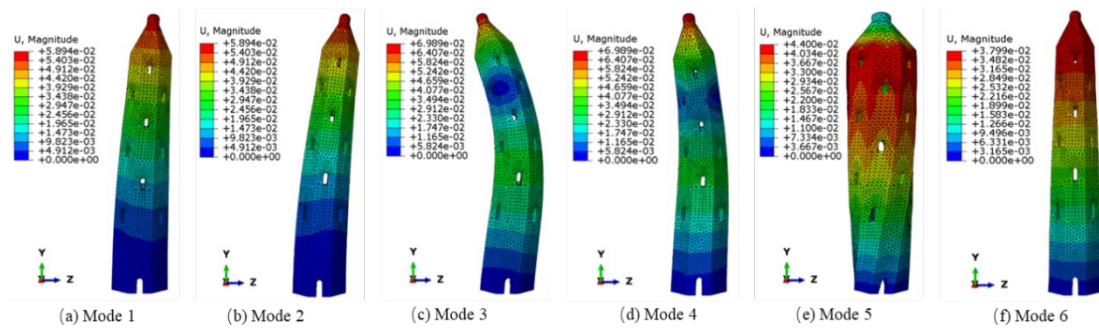 U, Magnitude
+5.894e-02
+5.403e-02
+4.912e-02
+4.420e-02
+3.929e-02
+3.438e-02
+2.947e-02
+2.456e-02
+1.965e-02
+1.473e-02
+9.823e-03
+4.912e-03
+0.000e+00
Y
Z
(a) Mode 1
U, Magnitude
+5.894e-02
+5.403e-02
+4.912e-02
+4.420e-02
+3.929e-02
+3.438e-02
+2.947e-02
+2.456e-02
+1.965e-02
+1.473e-02
+9.823e-03
+4.912e-03
+0.000e+00
Y
Z
(b) Mode 2
U, Magnitude
+6.989e-02
+6.407e-02
+5.824e-02
+5.242e-02
+4.659e-02
+4.077e-02
+3.494e-02
+2.912e-02
+2.330e-02
+1.747e-02
+1.165e-02
+5.824e-03
+0.000e+00
Y
Z
(c) Mode 3
U, Magnitude
+6.989e-02
+6.407e-02
+5.824e-02
+5.242e-02
+4.659e-02
+4.077e-02
+3.494e-02
+2.912e-02
+2.330e-02
+1.747e-02
+1.165e-02
+5.824e-03
+0.000e+00
Y
Z
(d) Mode 4
U, Magnitude
+4.400e-02
+4.034e-02
+3.667e-02
+3.300e-02
+2.934e-02
+2.567e-02
+2.200e-02
+1.833e-02
+1.467e-02
+1.100e-02
+7.334e-03
+3.667e-03
+0.000e+00
Y
Z
(e) Mode 5
U, Magnitude
+3.799e-02
+3.482e-02
+3.165e-02
+2.849e-02
+2.532e-02
+2.216e-02
+1.899e-02
+1.583e-02
+1.266e-02
+9.496e-03
+6.331e-03
+3.165e-03
+0.000e+00
Y
Z
(f) Mode 6